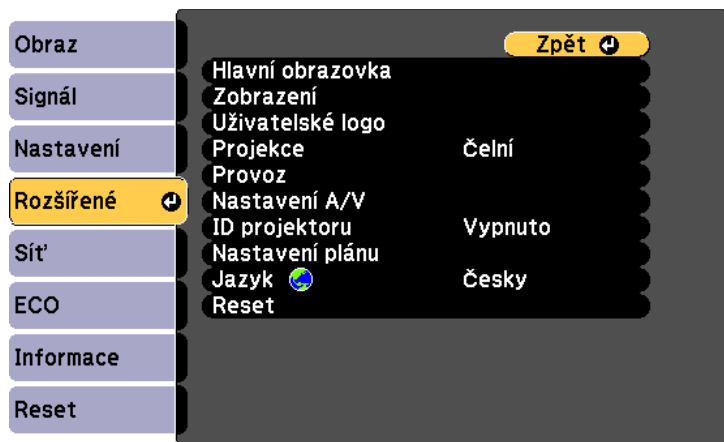 Obraz
Signál
Nastavení
Rozšířené
Síť
ECO
Informace
Reset
Zpět
Hlavní obrazovka
Zobrazení
Uživatelské logo
Projekce Čelní
Provoz
Nastavení A/V
ID projektoru Vypnuto
Nastavení plánu
Jazyk Česky
Reset